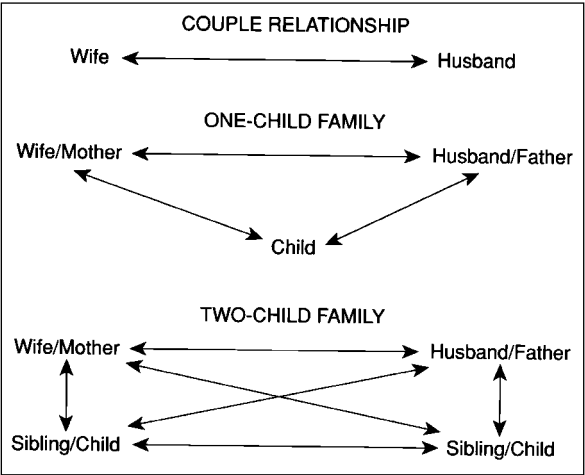 COUPLE RELATIONSHIP
Wife Husband
ONE-CHILD FAMILY
Wife/Mother Husband/Father
Child
TWO-CHILD FAMILY
Wife/Mother Husband/Father
Sibling/Child Sibling/Child